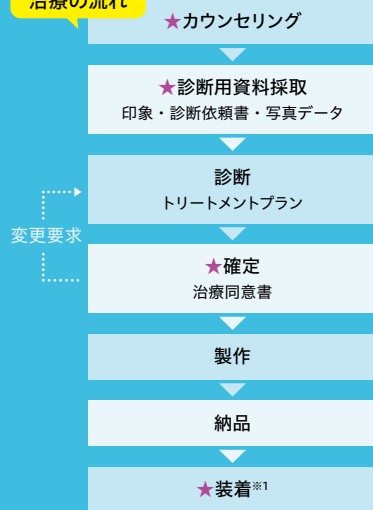 治療の流れ
★カウンセリング
★診断用資料採取
印象・診断依頼書・写真データ
診断
トリートメントプラン
変更要求
★確定
治療同意書
製作
納品
★装着※1